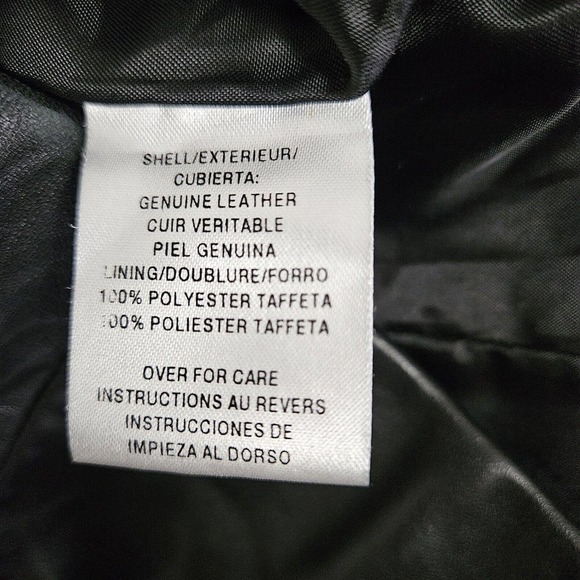 SHELL/EXTERIEUR/
CUBIERTA:
GENUINE LEATHER
CUIR VERITABLE
PIEL GENUINA
LINING/DOUBLURE/FORRO
100% POLYESTER TAFFETA
100% POLIESTER TAFFETA
OVER FOR CARE
INSTRUCTIONS AU REVERS
INSTRUCCIONES DE
IMPIEZA AL DORSO